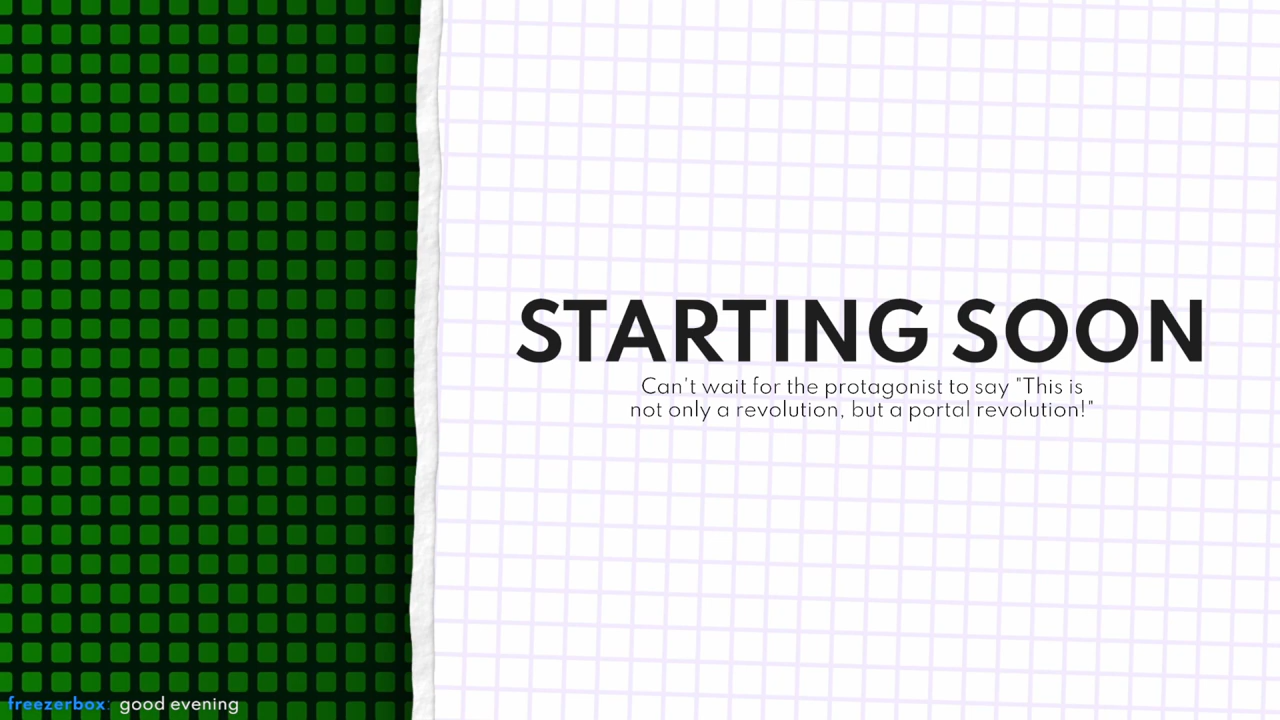 STARTING SOON
Can't wait for the protagonist to say "This is
not only a revolution, but a portal revolution!"
freezerbox: good evening